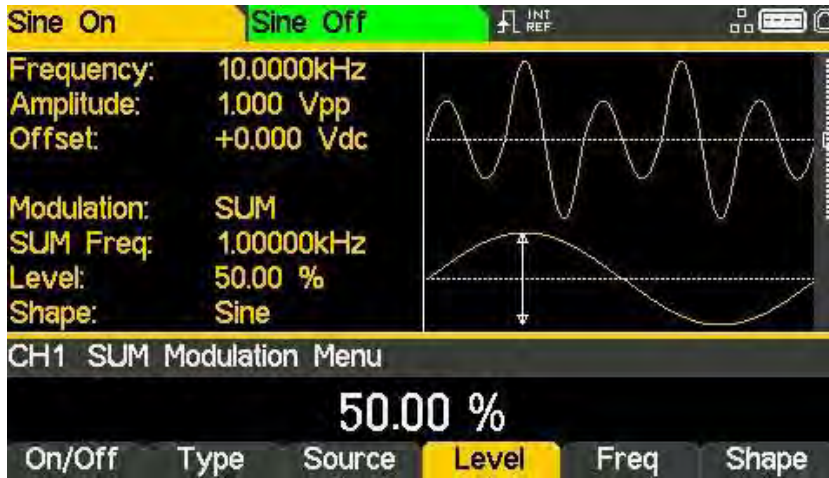 Sine On
Sine Off
INT
REF
Frequency: 10.0000kHz
Amplitude: 1.000 Vpp
Offset: +0.000 Vdc
Modulation: SUM
SUM Freq: 1.00000kHz
Level: 50.00 %
Shape: Sine
CH1 SUM Modulation Menu
50.00 %
On/Off Type Source Level Freq Shape